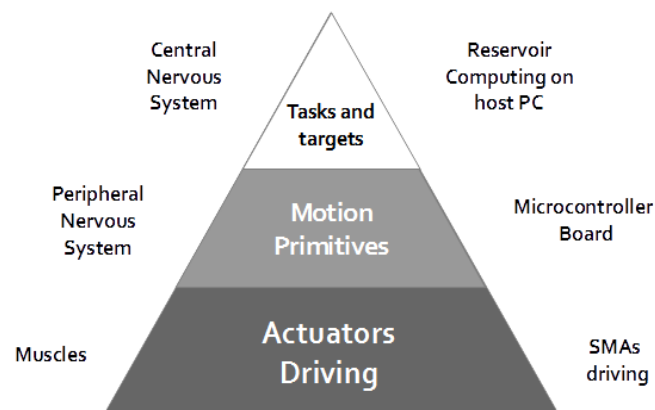 Central
Nervous
System
Tasks and
targets
Reservoir
Computing on
host PC
Peripheral
Nervous
System
Motion
Primitives
Microcontroller
Board
Muscles
Actuators
Driving
SMAs
driving